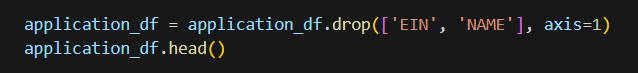 application_df = application_df.drop(['EIN', 'NAME'], axis=1)
application_df.head()